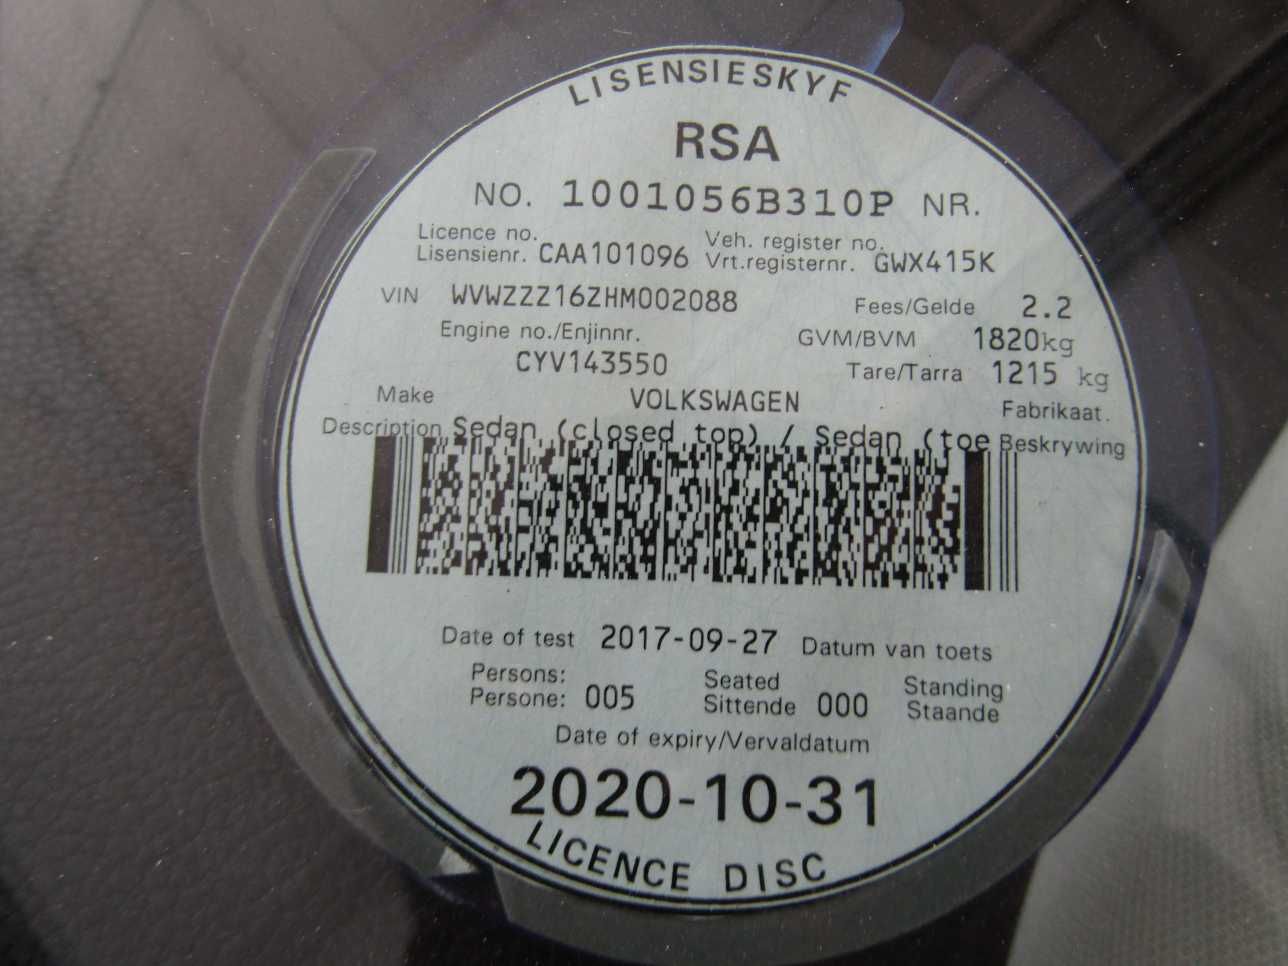 LISENSIESKYF
RSA
NO. 1001056B310P NR.
Licence no. Veh. register no.
Lisensienr. CAA101096 Vrt.registernr. GWX415K
VIN WVWZZZ16ZHM002088 Fees/Gelde 2.2
Engine no./Enjinnr. GVM/BVM 1820kg
CYV143550 Tare/Tarra 1215 kg
Make VOLKSWAGEN Fabrikaat.
Description Sedan (closed top) / Sedan (toe Beskrywing
Date of test 2017-09-27 Datum van toets
Persons: Seated Standing
Persone: 005 Sittende 000 Staande
Date of expiry/Vervaldatum
2020-10-31
LICENCE DISC